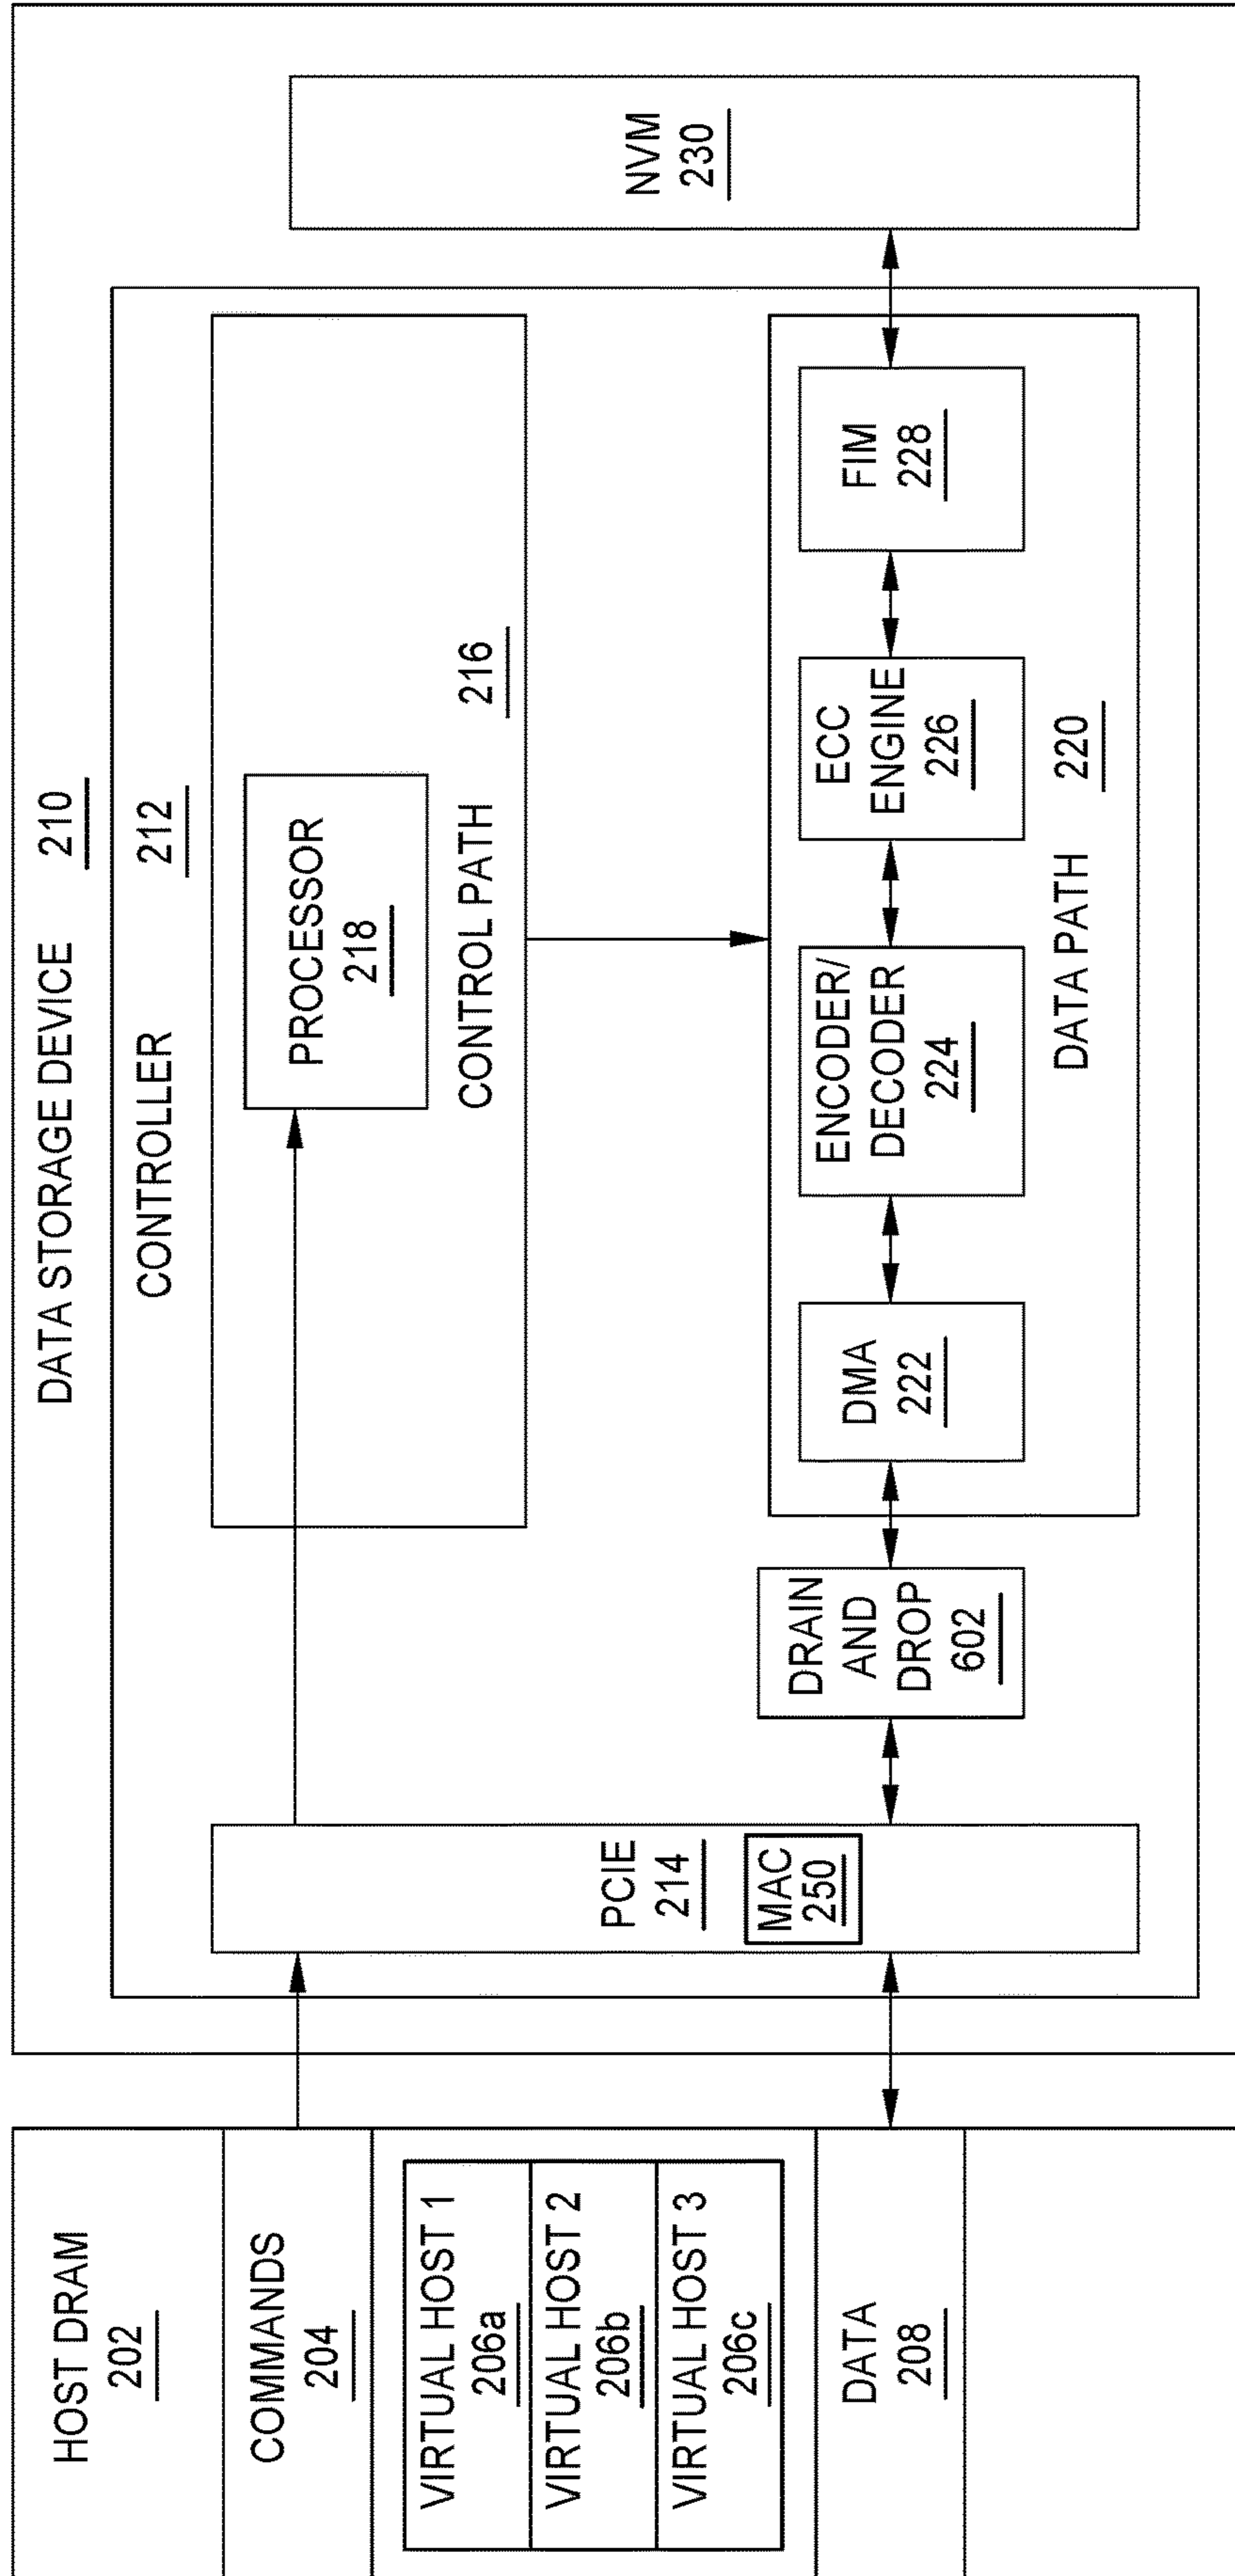 HOST DRAM
202
COMMANDS
204
VIRTUAL HOST 1
206a
VIRTUAL HOST 2
206b
VIRTUAL HOST 3
206c
DATA
208
DATA STORAGE DEVICE 210
CONTROLLER 212
PCIE
214
MAC
250
PROCESSOR
218
CONTROL PATH 216
DRAIN
AND
DROP
602
DMA
222
ENCODER/
DECODER
224
ECC
ENGINE
226
FIM
228
DATA PATH 220
NVM
230